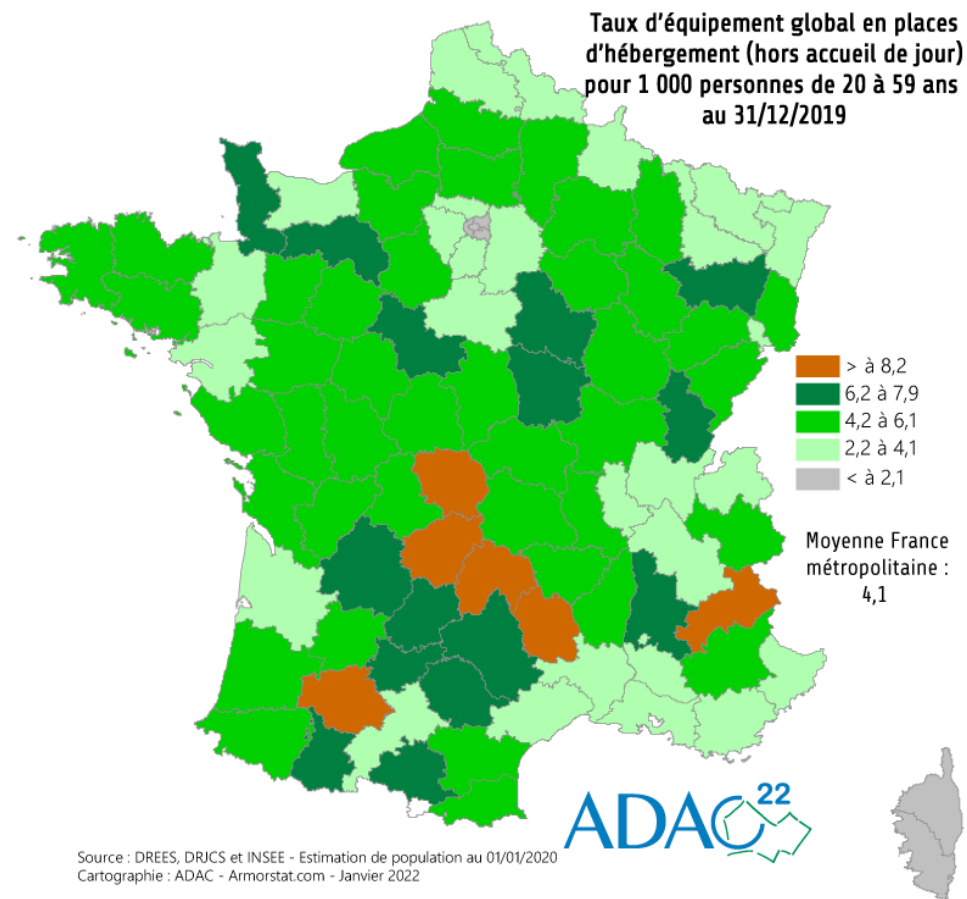 Taux d'équipement global en places
d'hébergement (hors accueil de jour)
pour 1 000 personnes de 20 à 59 ans
au 31/12/2019
> à 8,2
6,2 à 7,9
4,2 à 6,1
2,2 à 4,1
< à 2,1
Moyenne France
métropolitaine :
4,1
ADAC 22
Source : DREES, DRJCS et INSEE - Estimation de population au 01/01/2020
Cartographie : ADAC - Armorstat.com - Janvier 2022